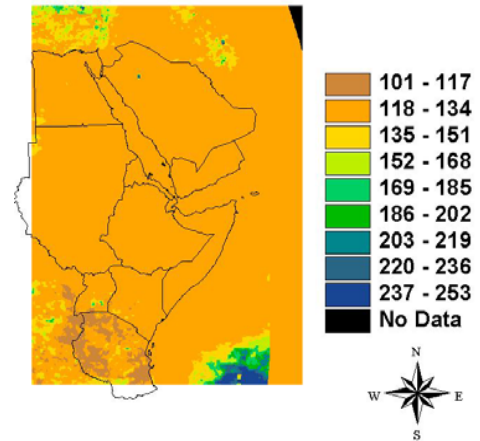 101 - 117
118 - 134
135 - 151
152 - 168
169 - 185
186 - 202
203 - 219
220 - 236
237 - 253
No Data
N
W E
S